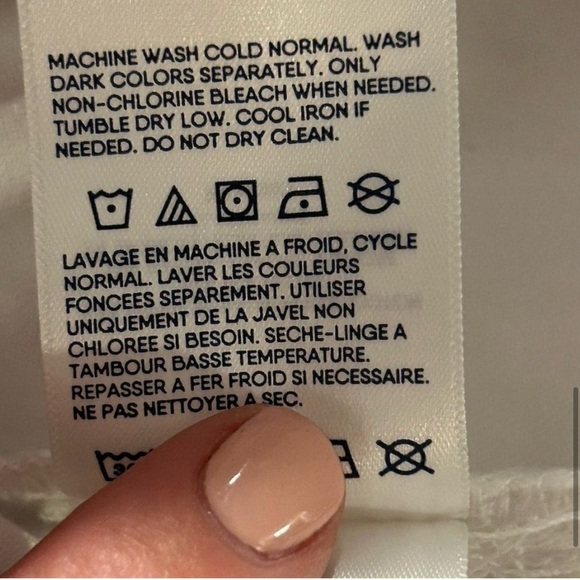 MACHINE WASH COLD NORMAL. WASH
DARK COLORS SEPARATELY. ONLY
NON-CHLORINE BLEACH WHEN NEEDED.
TUMBLE DRY LOW. COOL IRON IF
NEEDED. DO NOT DRY CLEAN.
LAVAGE EN MACHINE A FROID, CYCLE
NORMAL. LAVER LES COULEURS
FONCEES SEPAREMENT. UTILISER
UNIQUEMENT DE LA JAVEL NON
CHLOREE SI BESOIN. SECHE-LINGE A
TAMBOUR BASSE TEMPERATURE.
REPASSER A FER FROID SI NECESSAIRE.
NE PAS NETTOYER A SEC.